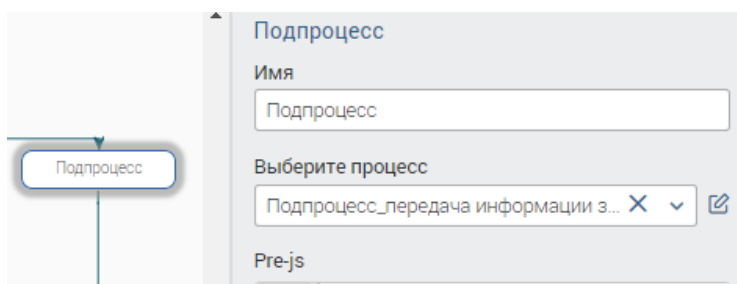 Подпроцесс
Имя
Подпроцесс
Подпроцесс
Выберите процесс
Подпроцесс_передача информации з...
Pre-js